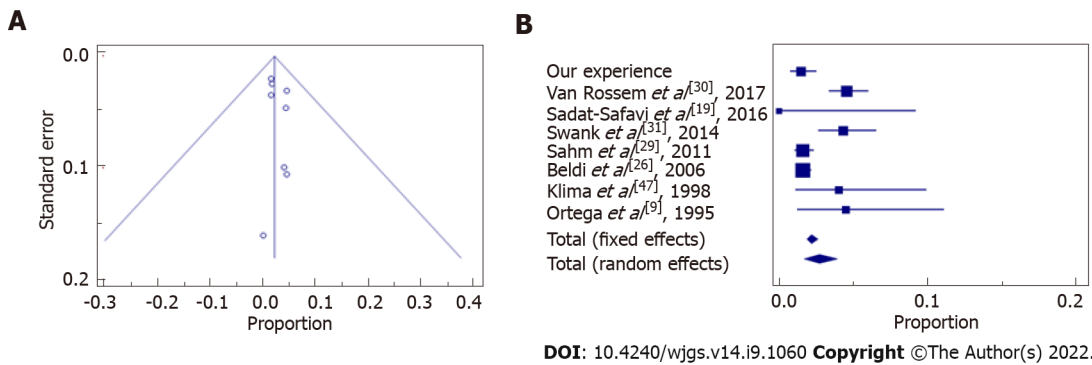 A
0.0
0.1
0.2
Standard error
-0.3
-0.2
-0.1
0.0
0.1
0.2
0.3
0.4
Proportion
B
Our experience
Van Rossem et al[30], 2017
Sadat-Safavi et al[19], 2016
Swank et al[31], 2014
Sahm et al[29], 2011
Beldi et al[26], 2006
Klima et al[47], 1998
Ortega et al[9], 1995
Total (fixed effects)
Total (random effects)
0.0
0.1
0.2
Proportion
DOI: 10.4240/wjgs.v14.i9.1060 Copyright ©The Author(s) 2022.